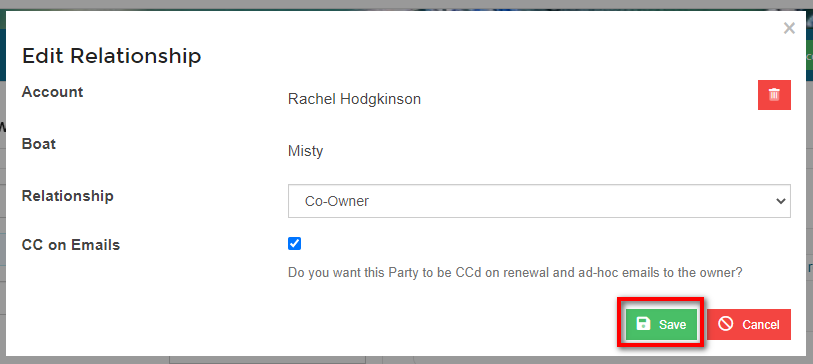 ×
Edit Relationship
Account Rachel Hodgkinson
Boat Misty
Relationship Co-Owner
CC on Emails
Do you want this Party to be CCd on renewal and ad-hoc emails to the owner?
Save Cancel